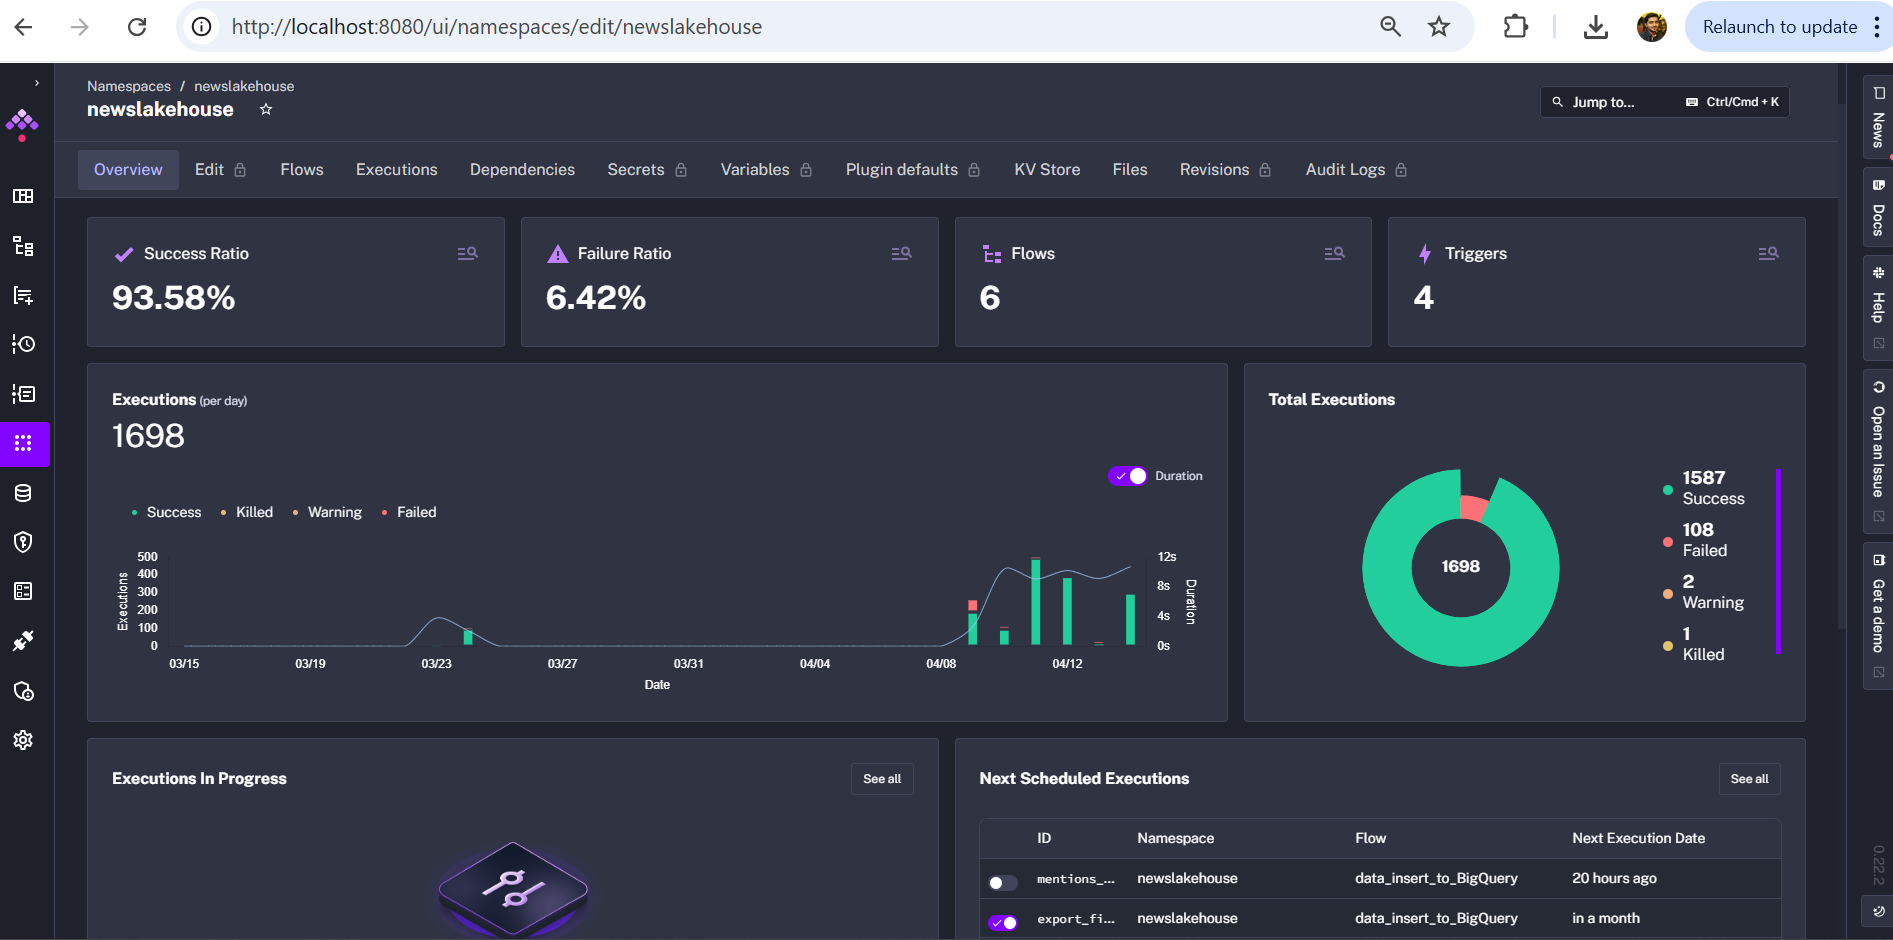 http://localhost:8080/ui/namespaces/edit/newslakehouse
Relaunch to update
Namespaces / newslakehouse
newslakehouse
Jump to... Ctrl/Cmd + K
Overview Edit Flows Executions Dependencies Secrets Variables Plugin defaults KV Store Files Revisions Audit Logs
Success Ratio
93.58%
Failure Ratio
6.42%
Flows
6
Triggers
4
Executions (per day)
1698
Duration
Success Killed Warning Failed
Executions
500
400
300
200
100
0
12s
8s
4s
0s
Duration
03/15 03/19 03/23 03/27 03/31 04/04 04/08 04/12
Date
Total Executions
1698
1587
Success
108
Failed
2
Warning
1
Killed
Executions In Progress
See all
Next Scheduled Executions
See all
ID Namespace Flow Next Execution Date
mentions_... newslakehouse data_insert_to_BigQuery 20 hours ago
export_fi... newslakehouse data_insert_to_BigQuery in a month
News
Docs
Help
Open an Issue
Get a demo
0.22.2